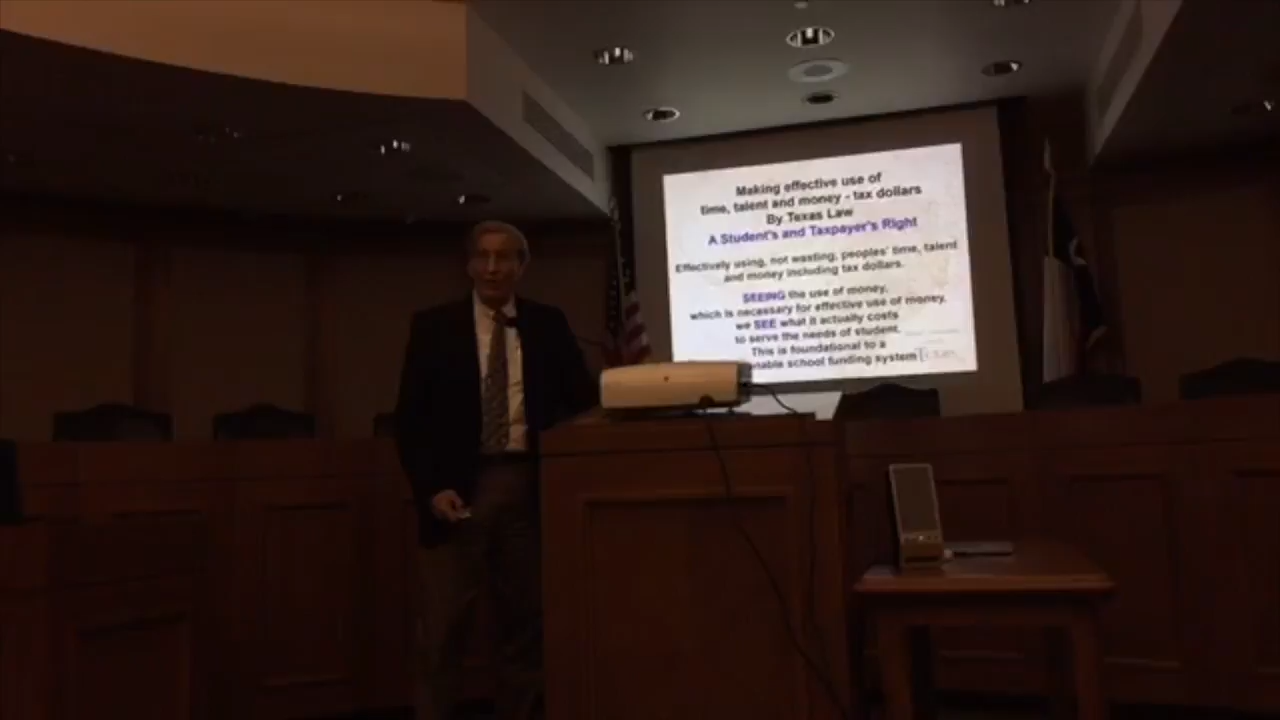 Making effective use of
time, talent and money - tax dollars
By Texas Law
A Student's and Taxpayer's Right
Effectively using, not wasting, peoples' time, talent
and money including tax dollars.
SEEING the use of money,
which is necessary for effective use of money,
we SEE what it actually costs
to serve the needs of student.
This is foundational to a
school funding system